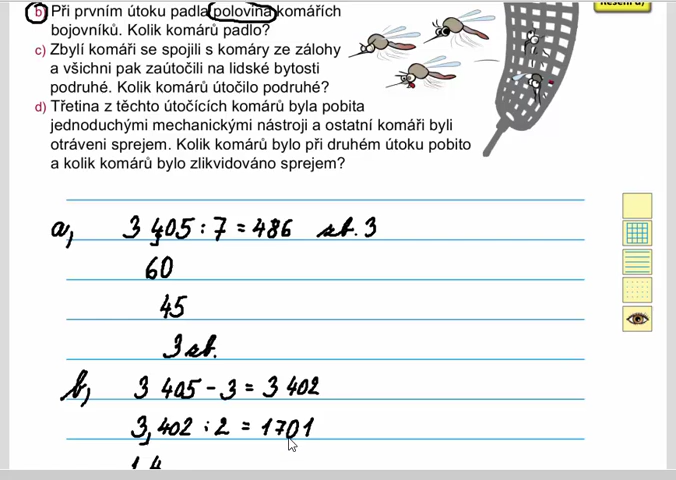 Řešení a)
b) Při prvním útoku padla polovina komářích
bojovníků. Kolik komárů padlo?
c) Zbylí komáři se spojili s komáry ze zálohy
a všichni pak zaútočili na lidské bytosti
podruhé. Kolik komárů útočilo podruhé?
d) Třetina z těchto útočících komárů byla pobita
jednoduchými mechanickými nástroji a ostatní komáři byli
otráveni sprejem. Kolik komárů bylo při druhém útoku pobito
a kolik komárů bylo zlikvidováno sprejem?
a, 3 405 : 7 = 486 zb. 3
60
45
3 zb.
b, 3 405 - 3 = 3 402
3 402 : 2 = 1701
14